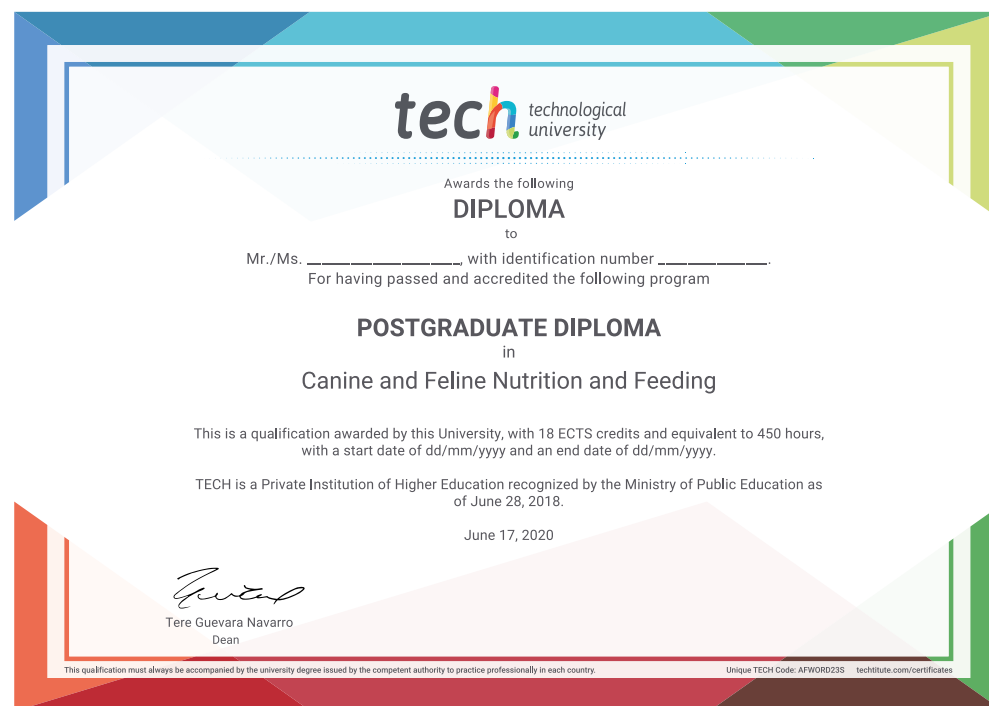 tech technological
university
Awards the following
DIPLOMA
to
Mr./Ms. ____________________, with identification number ______________.
For having passed and accredited the following program
POSTGRADUATE DIPLOMA
in
Canine and Feline Nutrition and Feeding
This is a qualification awarded by this University, with 18 ECTS credits and equivalent to 450 hours,
with a start date of dd/mm/yyyy and an end date of dd/mm/yyyy.
TECH is a Private Institution of Higher Education recognized by the Ministry of Public Education as
of June 28, 2018.
June 17, 2020
Tere Guevara Navarro
Dean
This qualification must always be accompanied by the university degree issued by the competent authority to practice professionally in each country. Unique TECH Code: AFWORD23S techtitute.com/certificates